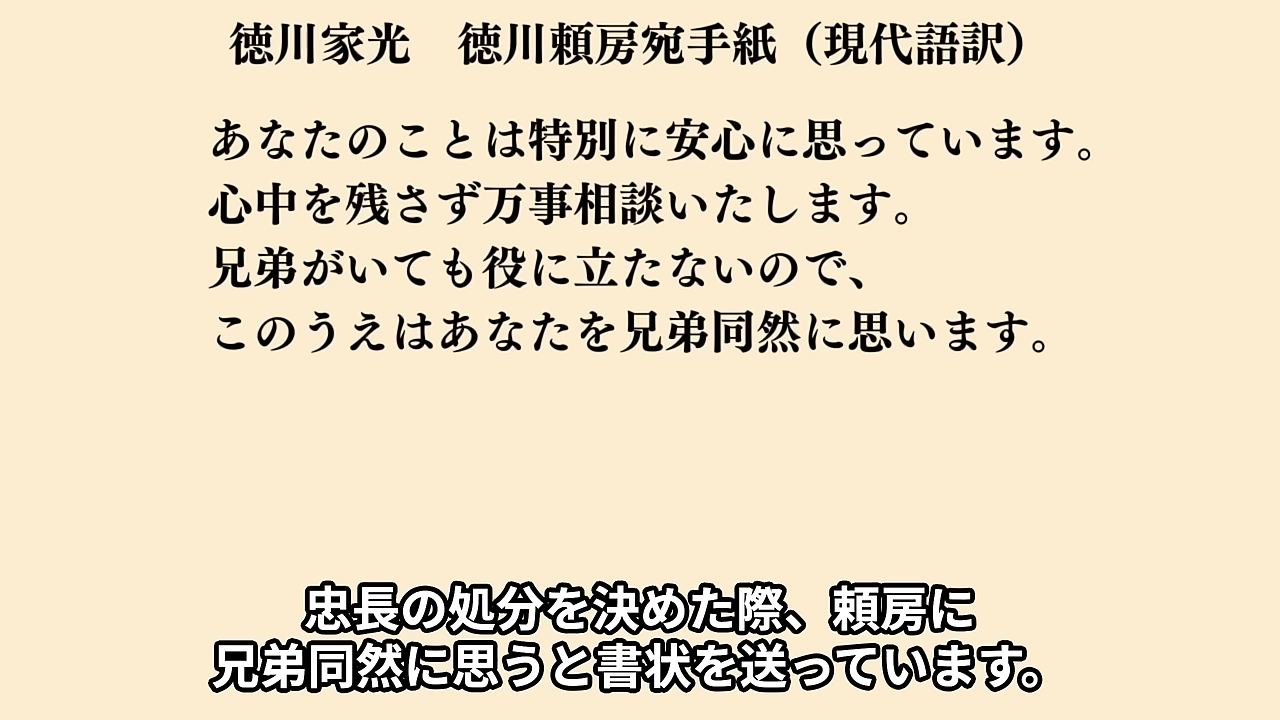 徳川家光　徳川頼房宛手紙（現代語訳）
あなたのことは特別に安心に思っています。
心中を残さず万事相談いたします。
兄弟がいても役に立たないので、
このうえはあなたを兄弟同然に思います。
忠長の処分を決めた際、頼房に
兄弟同然に思うと書状を送っています。